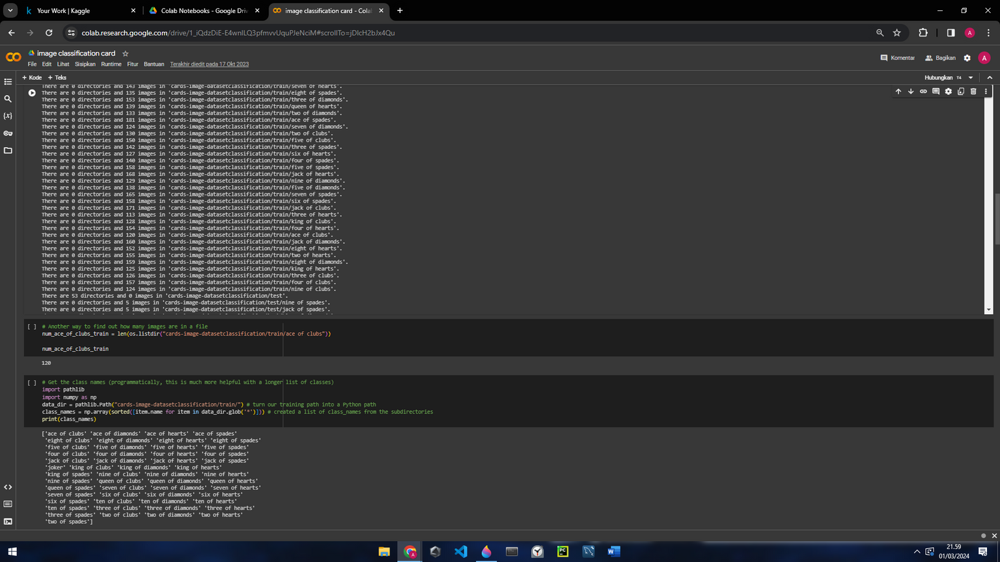 Your Work | Kaggle
Colab Notebooks - Google Driv
image classification card - Cola
colab.research.google.com/drive/1_iQdzDiE-E4wnlLQ3pfmvvUquPJeNciM#scrollTo=jDlcH2bJx4Qu
A
image classification card
Komentar
Bagikan
A
File Edit Lihat Sisipkan Runtime Fitur Bantuan Terakhir diedit pada 17 Okt 2023
+ Kode + Teks
Hubungkan T4
There are 0 directories and 143 images in 'cards-image-datasetclassification/train/seven of hearts'.
There are 0 directories and 135 images in 'cards-image-datasetclassification/train/eight of spades'.
There are 0 directories and 153 images in 'cards-image-datasetclassification/train/three of diamonds'.
There are 0 directories and 139 images in 'cards-image-datasetclassification/train/queen of hearts'.
There are 0 directories and 133 images in 'cards-image-datasetclassification/train/two of diamonds'.
There are 0 directories and 181 images in 'cards-image-datasetclassification/train/ace of spades'.
There are 0 directories and 124 images in 'cards-image-datasetclassification/train/seven of diamonds'.
There are 0 directories and 130 images in 'cards-image-datasetclassification/train/two of clubs'.
There are 0 directories and 150 images in 'cards-image-datasetclassification/train/five of clubs'.
There are 0 directories and 142 images in 'cards-image-datasetclassification/train/three of spades'.
There are 0 directories and 127 images in 'cards-image-datasetclassification/train/six of hearts'.
There are 0 directories and 140 images in 'cards-image-datasetclassification/train/four of spades'.
There are 0 directories and 158 images in 'cards-image-datasetclassification/train/five of spades'.
There are 0 directories and 168 images in 'cards-image-datasetclassification/train/jack of hearts'.
There are 0 directories and 129 images in 'cards-image-datasetclassification/train/nine of diamonds'.
There are 0 directories and 138 images in 'cards-image-datasetclassification/train/five of diamonds'.
There are 0 directories and 165 images in 'cards-image-datasetclassification/train/seven of spades'.
There are 0 directories and 158 images in 'cards-image-datasetclassification/train/six of spades'.
There are 0 directories and 171 images in 'cards-image-datasetclassification/train/jack of clubs'.
There are 0 directories and 113 images in 'cards-image-datasetclassification/train/three of hearts'.
There are 0 directories and 128 images in 'cards-image-datasetclassification/train/king of clubs'.
There are 0 directories and 154 images in 'cards-image-datasetclassification/train/four of hearts'.
There are 0 directories and 120 images in 'cards-image-datasetclassification/train/ace of clubs'.
There are 0 directories and 160 images in 'cards-image-datasetclassification/train/jack of diamonds'.
There are 0 directories and 152 images in 'cards-image-datasetclassification/train/eight of hearts'.
There are 0 directories and 155 images in 'cards-image-datasetclassification/train/two of hearts'.
There are 0 directories and 159 images in 'cards-image-datasetclassification/train/eight of diamonds'.
There are 0 directories and 125 images in 'cards-image-datasetclassification/train/king of hearts'.
There are 0 directories and 126 images in 'cards-image-datasetclassification/train/three of clubs'.
There are 0 directories and 157 images in 'cards-image-datasetclassification/train/four of clubs'.
There are 0 directories and 124 images in 'cards-image-datasetclassification/train/nine of clubs'.
There are 53 directories and 0 images in 'cards-image-datasetclassification/test'.
There are 0 directories and 5 images in 'cards-image-datasetclassification/test/nine of spades'.
There are 0 directories and 5 images in 'cards-image-datasetclassification/test/jack of spades'.
[ ] # Another way to find out how many images are in a file
num_ace_of_clubs_train = len(os.listdir("cards-image-datasetclassification/train/ace of clubs"))
num_ace_of_clubs_train
120
[ ] # Get the class names (programmatically, this is much more helpful with a longer list of classes)
import pathlib
import numpy as np
data_dir = pathlib.Path("cards-image-datasetclassification/train/") # turn our training path into a Python path
class_names = np.array(sorted([item.name for item in data_dir.glob('*')])) # created a list of class_names from the subdirectories
print(class_names)
['ace of clubs' 'ace of diamonds' 'ace of hearts' 'ace of spades'
'eight of clubs' 'eight of diamonds' 'eight of hearts' 'eight of spades'
'five of clubs' 'five of diamonds' 'five of hearts' 'five of spades'
'four of clubs' 'four of diamonds' 'four of hearts' 'four of spades'
'jack of clubs' 'jack of diamonds' 'jack of hearts' 'jack of spades'
'joker' 'king of clubs' 'king of diamonds' 'king of hearts'
'king of spades' 'nine of clubs' 'nine of diamonds' 'nine of hearts'
'nine of spades' 'queen of clubs' 'queen of diamonds' 'queen of hearts'
'queen of spades' 'seven of clubs' 'seven of diamonds' 'seven of hearts'
'seven of spades' 'six of clubs' 'six of diamonds' 'six of hearts'
'six of spades' 'ten of clubs' 'ten of diamonds' 'ten of hearts'
'ten of spades' 'three of clubs' 'three of diamonds' 'three of hearts'
'three of spades' 'two of clubs' 'two of diamonds' 'two of hearts'
'two of spades']
21.59
01/03/2024